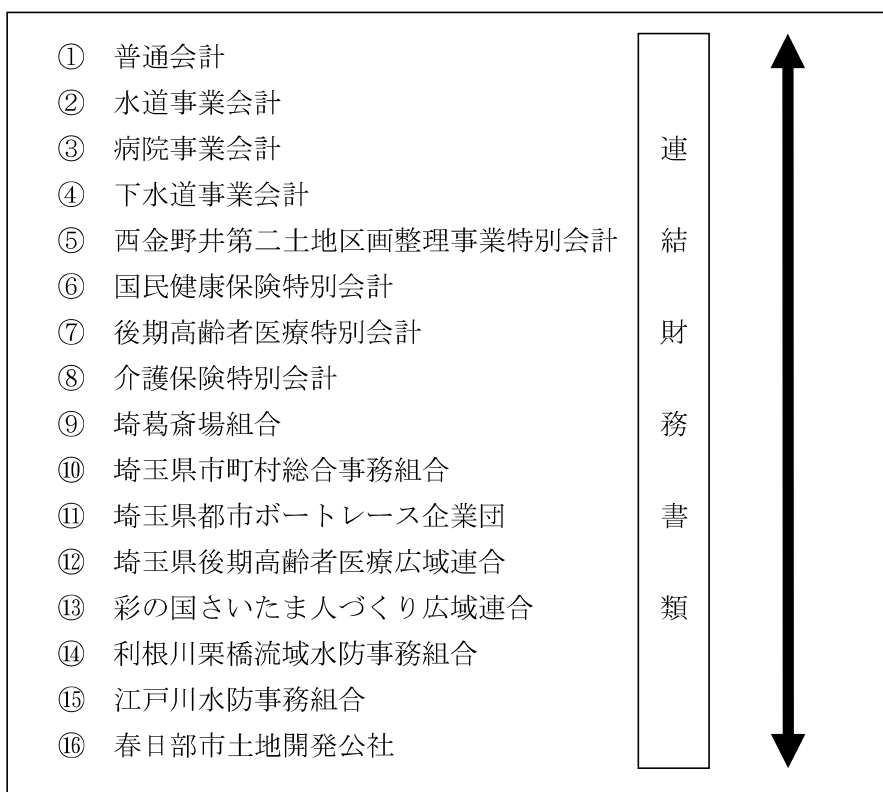 ① 普通会計
② 水道事業会計
③ 病院事業会計
④ 下水道事業会計
⑤ 西金野井第二土地区画整理事業特別会計
⑥ 国民健康保険特別会計
⑦ 後期高齢者医療特別会計
⑧ 介護保険特別会計
⑨ 埼葛斎場組合
⑩ 埼玉県市町村総合事務組合
⑪ 埼玉県都市ボートレース企業団
⑫ 埼玉県後期高齢者医療広域連合
⑬ 彩の国さいたま人づくり広域連合
⑭ 利根川栗橋流域水防事務組合
⑮ 江戸川水防事務組合
⑯ 春日部市土地開発公社
連結財務書類